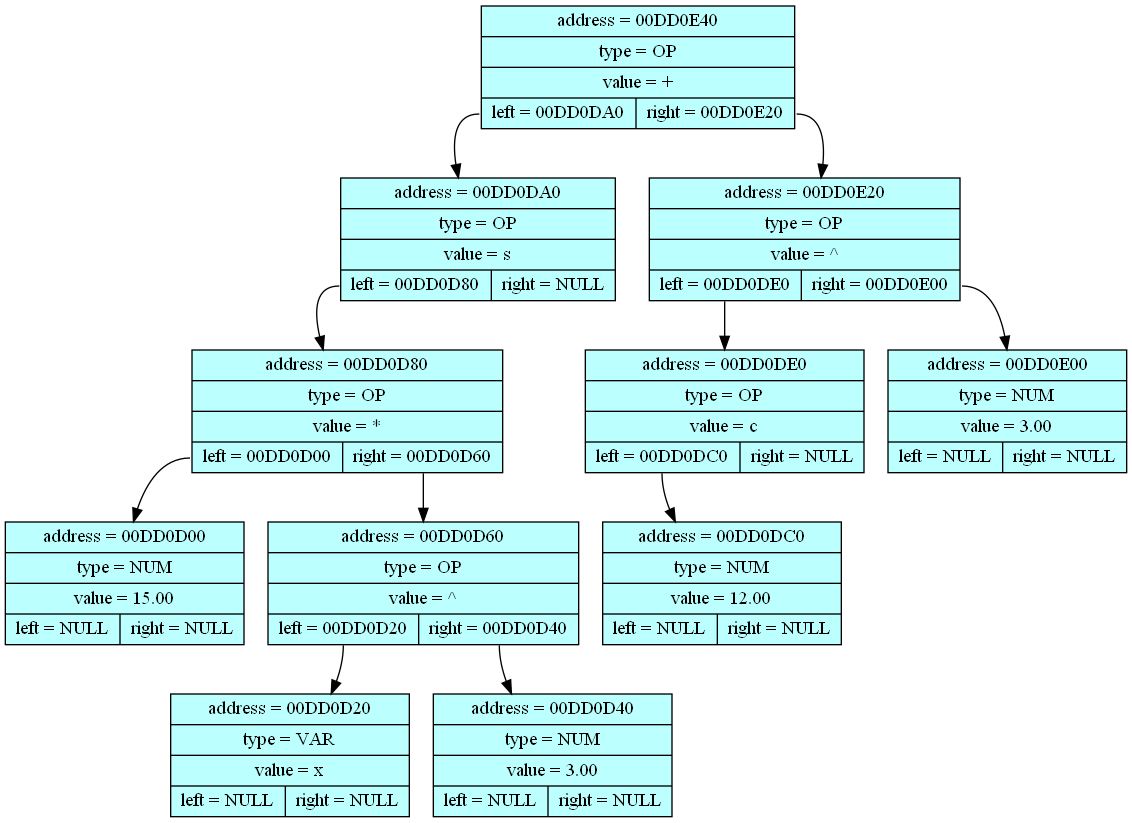 address = 00DD0E40
type = OP
value = +
left = 00DD0DA0 right = 00DD0E20
address = 00DD0DA0
type = OP
value = s
left = 00DD0D80 right = NULL
address = 00DD0E20
type = OP
value = ^
left = 00DD0DE0 right = 00DD0E00
address = 00DD0D80
type = OP
value = *
left = 00DD0D00 right = 00DD0D60
address = 00DD0DE0
type = OP
value = c
left = 00DD0DC0 right = NULL
address = 00DD0E00
type = NUM
value = 3.00
left = NULL right = NULL
address = 00DD0D00
type = NUM
value = 15.00
left = NULL right = NULL
address = 00DD0D60
type = OP
value = ^
left = 00DD0D20 right = 00DD0D40
address = 00DD0DC0
type = NUM
value = 12.00
left = NULL right = NULL
address = 00DD0D20
type = VAR
value = x
left = NULL right = NULL
address = 00DD0D40
type = NUM
value = 3.00
left = NULL right = NULL